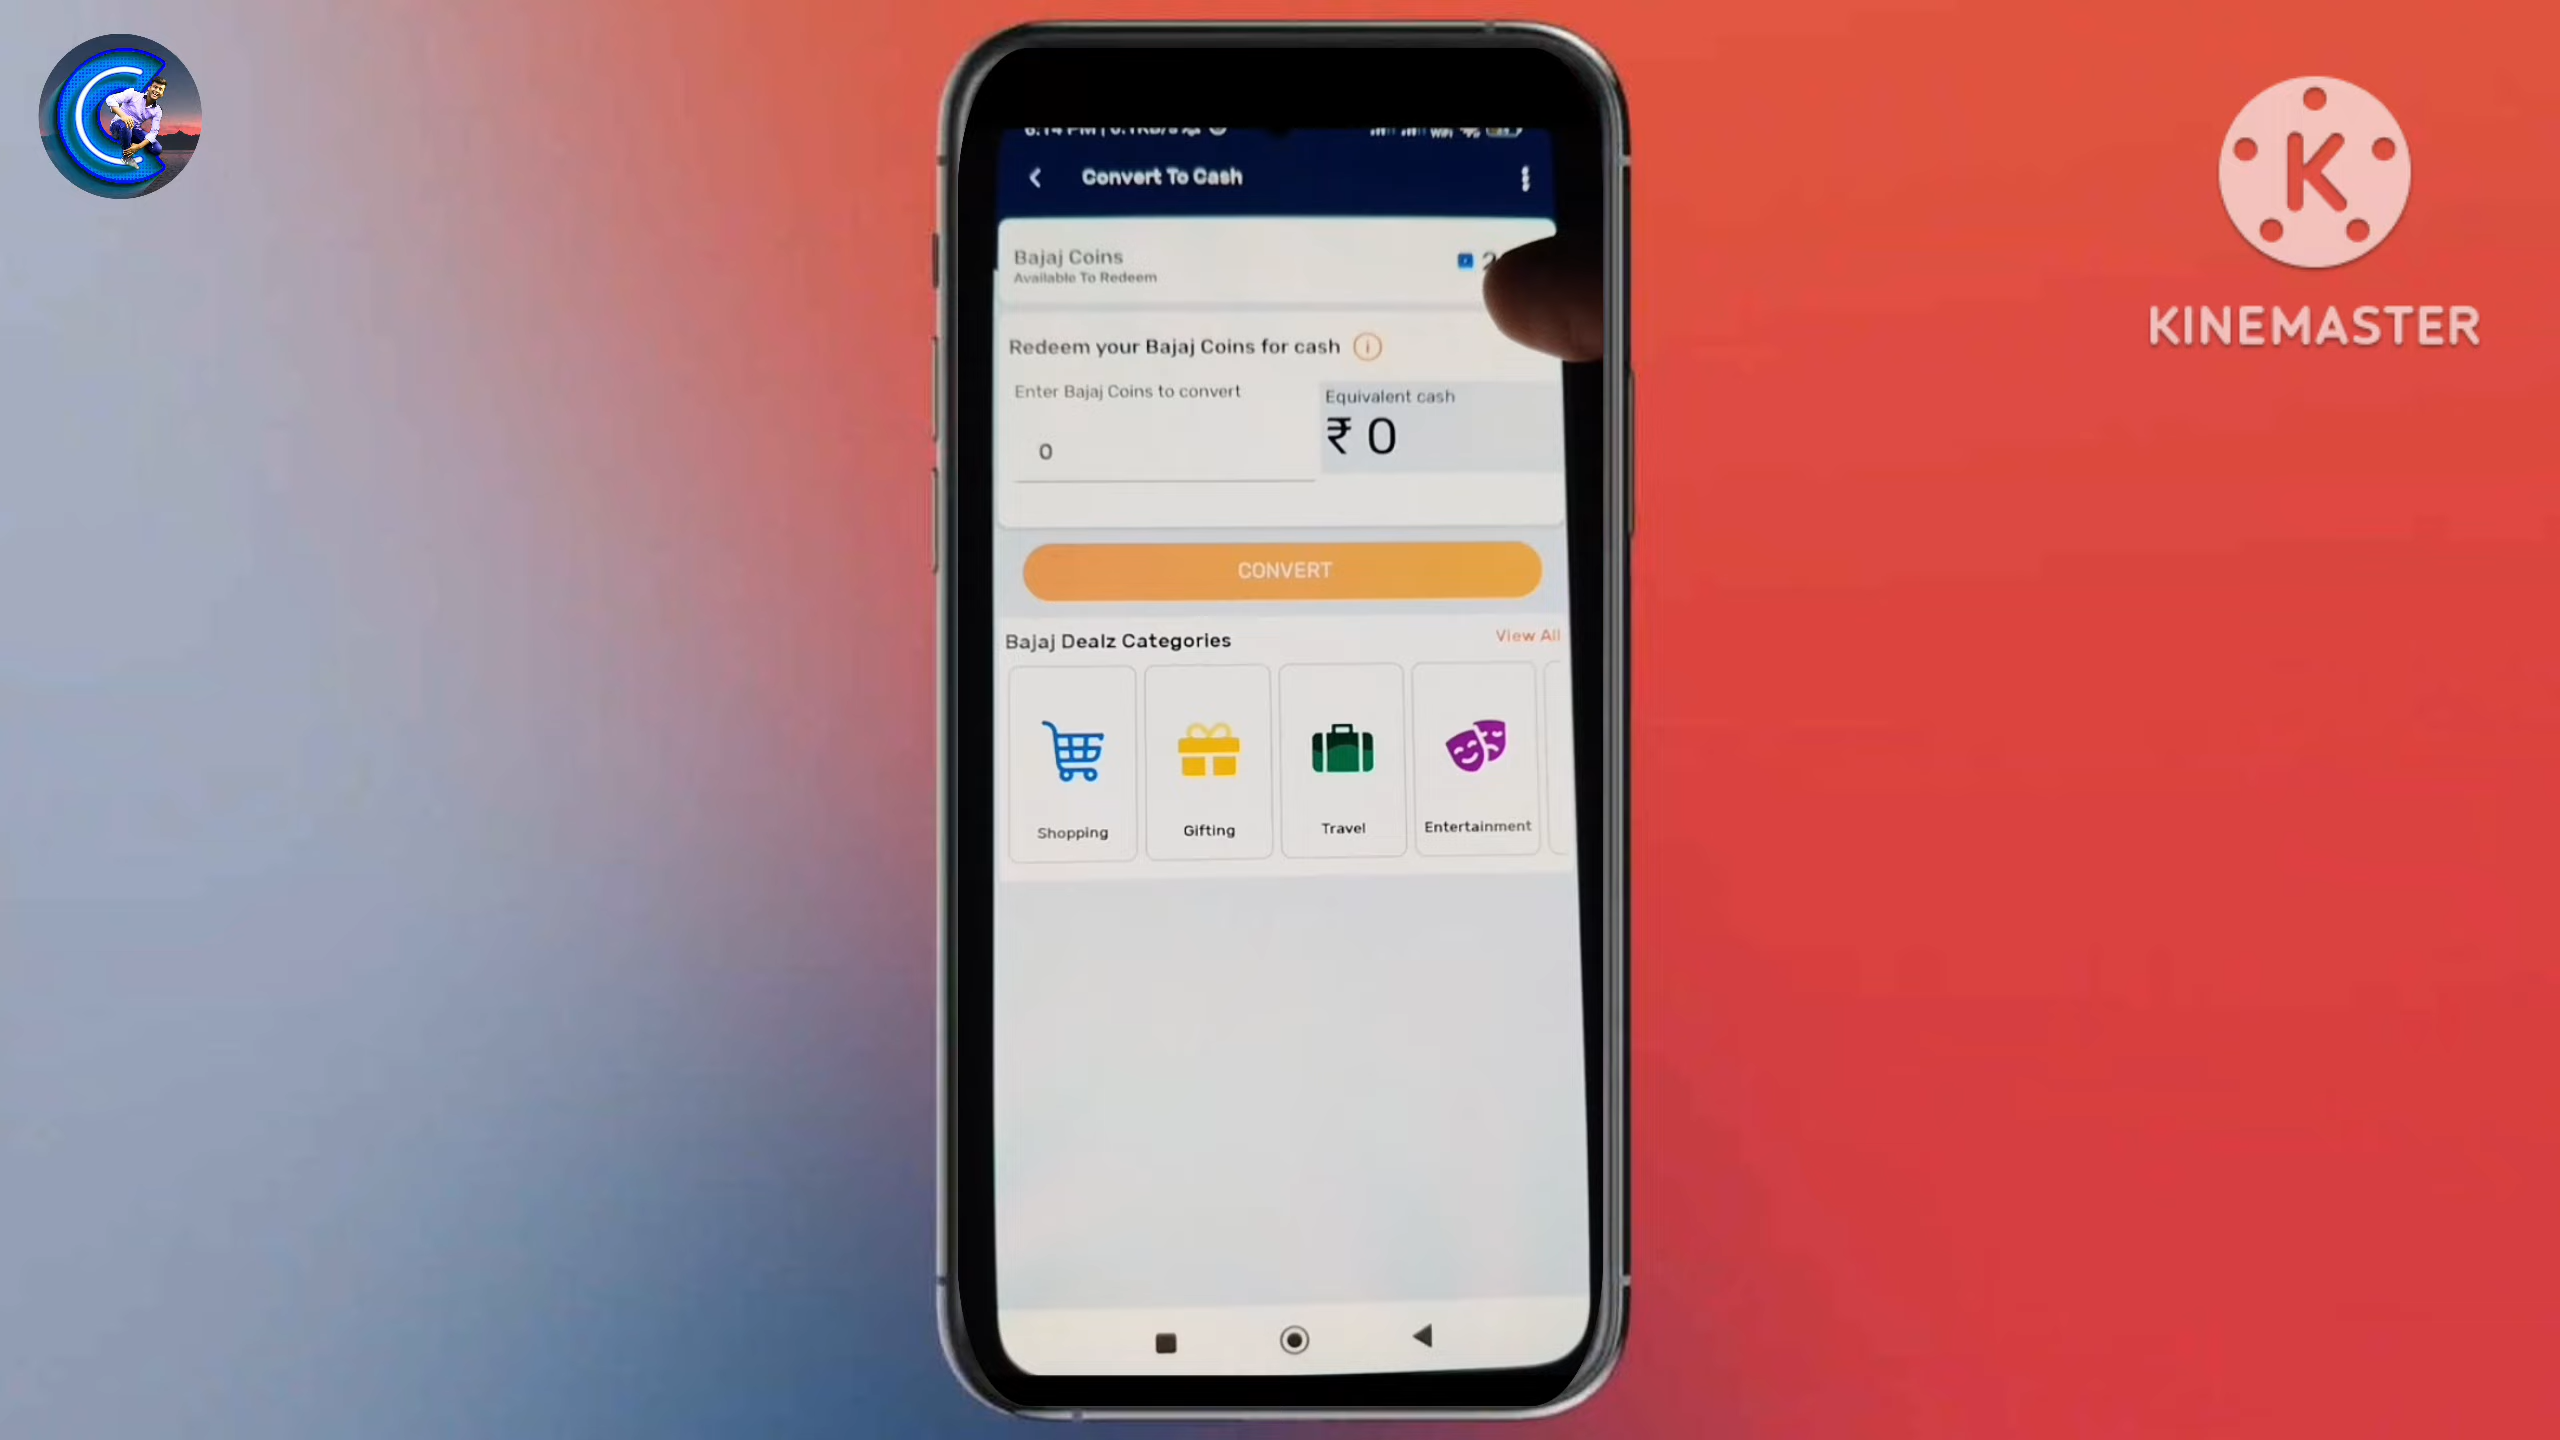 Convert To Cash
Bajaj Coins
Available To Redeem
Redeem your Bajaj Coins for cash
Enter Bajaj Coins to convert
Equivalent cash
₹ 0
0
CONVERT
Bajaj Dealz Categories
View All
Shopping
Gifting
Travel
Entertainment
K
KINEMASTER